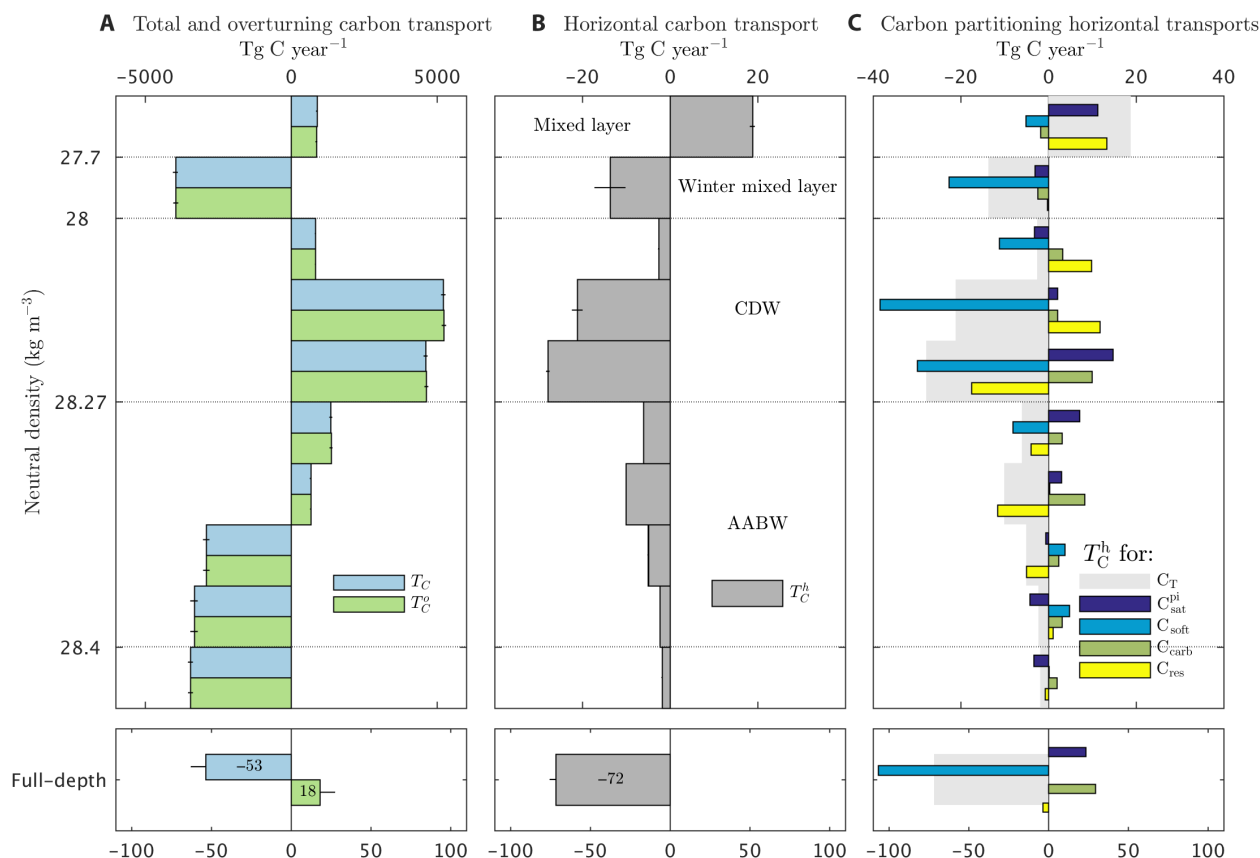 A Total and overturning carbon transport
Tg C year⁻¹
−5000 0 5000
B Horizontal carbon transport
Tg C year⁻¹
−20 0 20
C Carbon partitioning horizontal transports
Tg C year⁻¹
−40 −20 0 20 40
Neutral density (kg m⁻³)
27.7
28
28.27
28.4
Full−depth
Mixed layer
Winter mixed layer
CDW
AABW
T_C
T_C^o
T_C^h
T_C^h for:
C_T
C_sat^pi
C_soft
C_carb
C_res
−53
18
−72
−100 −50 0 50 100
−100 −50 0 50 100
−100 −50 0 50 100